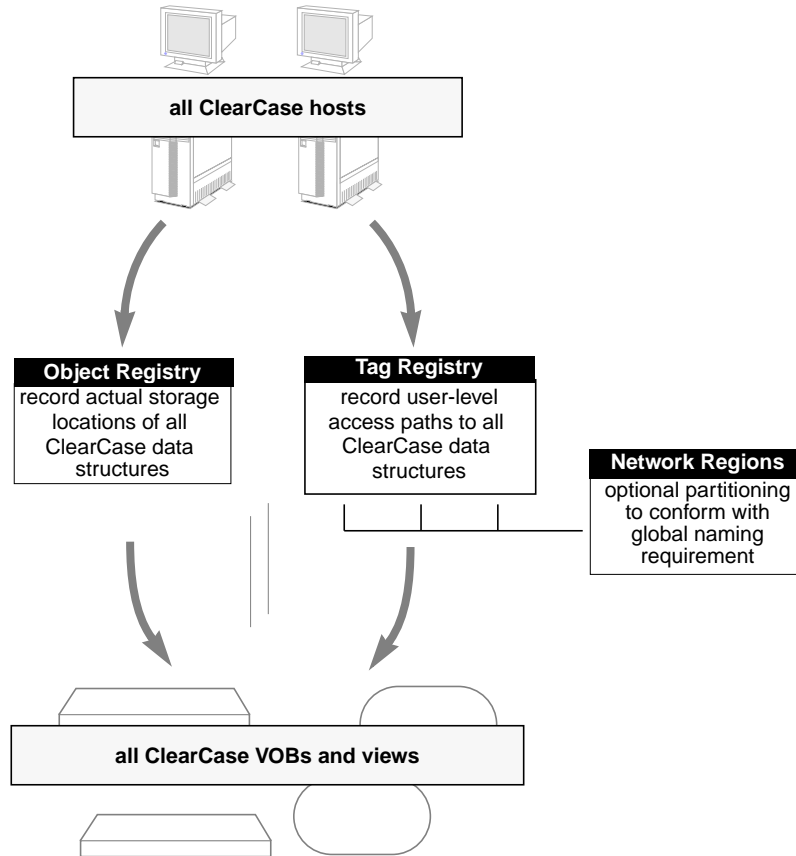 all ClearCase hosts
Object Registry
record actual storage
locations of all
ClearCase data
structures
Tag Registry
record user-level
access paths to all
ClearCase data
structures
Network Regions
optional partitioning
to conform with
global naming
requirement
all ClearCase VOBs and views